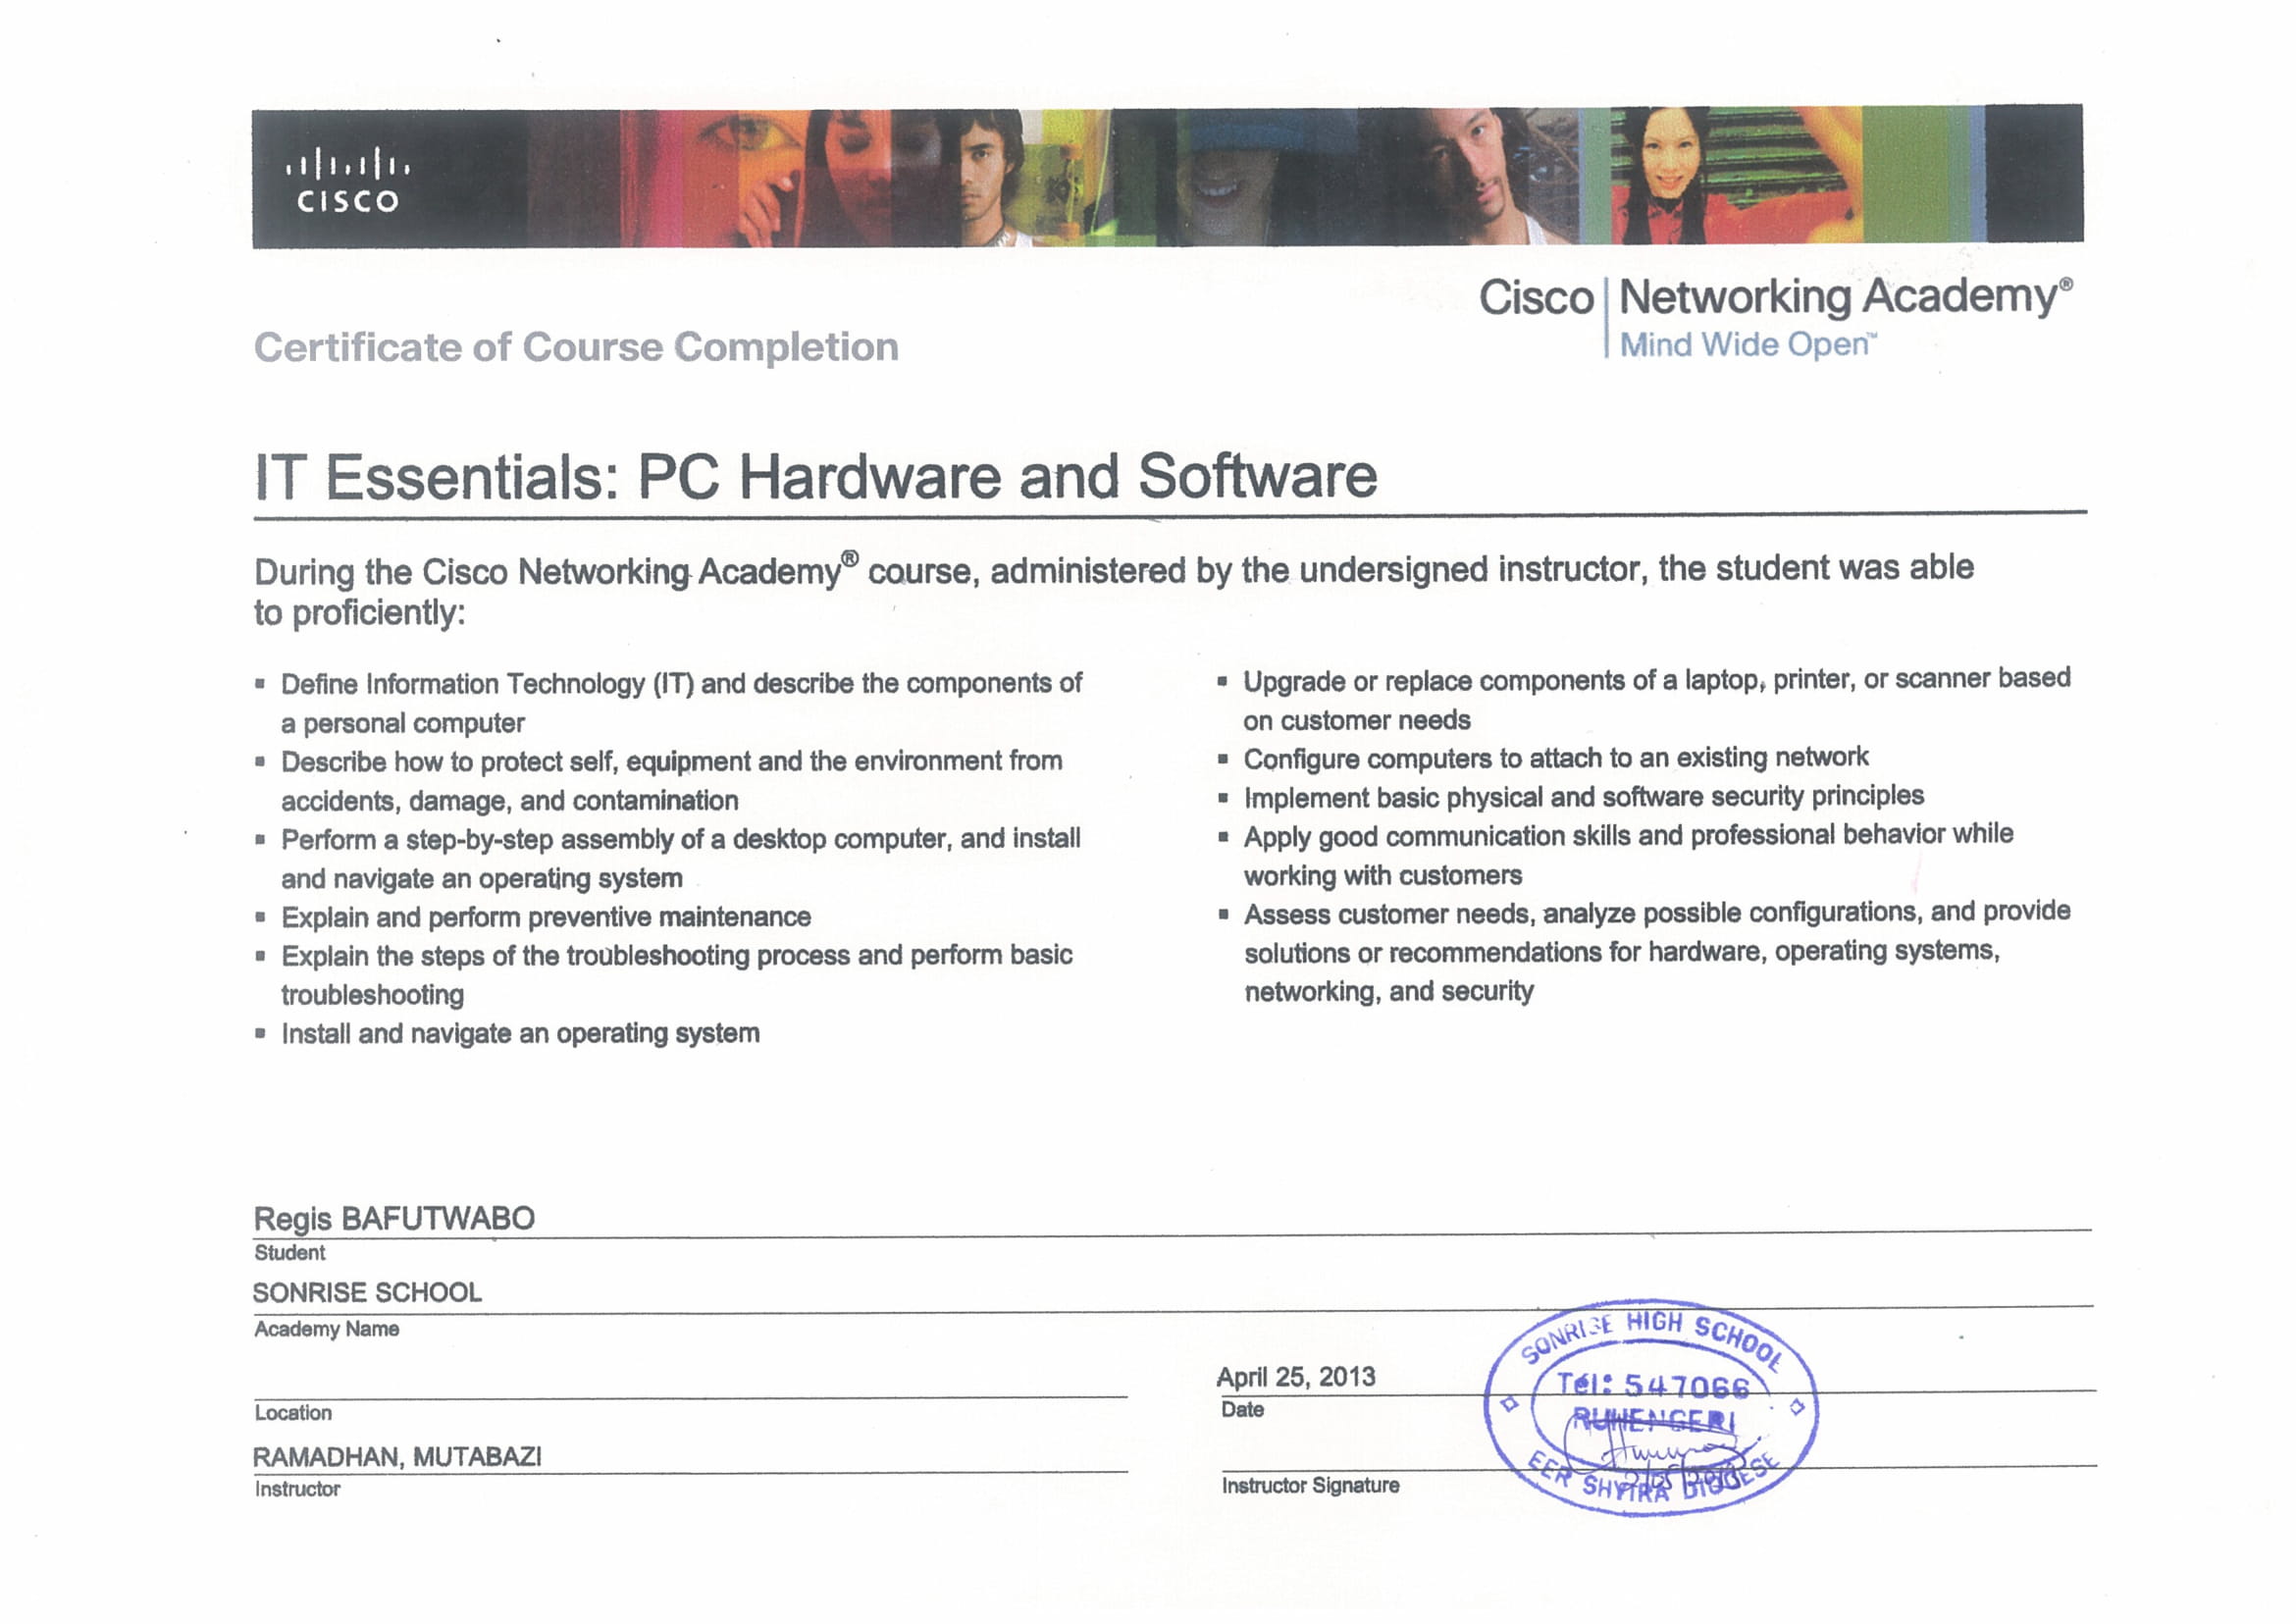 CISCO
Cisco Networking Academy®
Mind Wide Open™
Certificate of Course Completion
IT Essentials: PC Hardware and Software
During the Cisco Networking Academy® course, administered by the undersigned instructor, the student was able
to proficiently:
▪ Define Information Technology (IT) and describe the components of
a personal computer
▪ Describe how to protect self, equipment and the environment from
accidents, damage, and contamination
▪ Perform a step-by-step assembly of a desktop computer, and install
and navigate an operating system
▪ Explain and perform preventive maintenance
▪ Explain the steps of the troubleshooting process and perform basic
troubleshooting
▪ Install and navigate an operating system
▪ Upgrade or replace components of a laptop, printer, or scanner based
on customer needs
▪ Configure computers to attach to an existing network
▪ Implement basic physical and software security principles
▪ Apply good communication skills and professional behavior while
working with customers
▪ Assess customer needs, analyze possible configurations, and provide
solutions or recommendations for hardware, operating systems,
networking, and security
Regis BAFUTWABO
Student
SONRISE SCHOOL
Academy Name
Location
RAMADHAN, MUTABAZI
Instructor
April 25, 2013
Date
Instructor Signature
SONRISE HIGH SCHOOL
Tél: 547066
RUHENGERI
EER SHYIRA DIOCESE